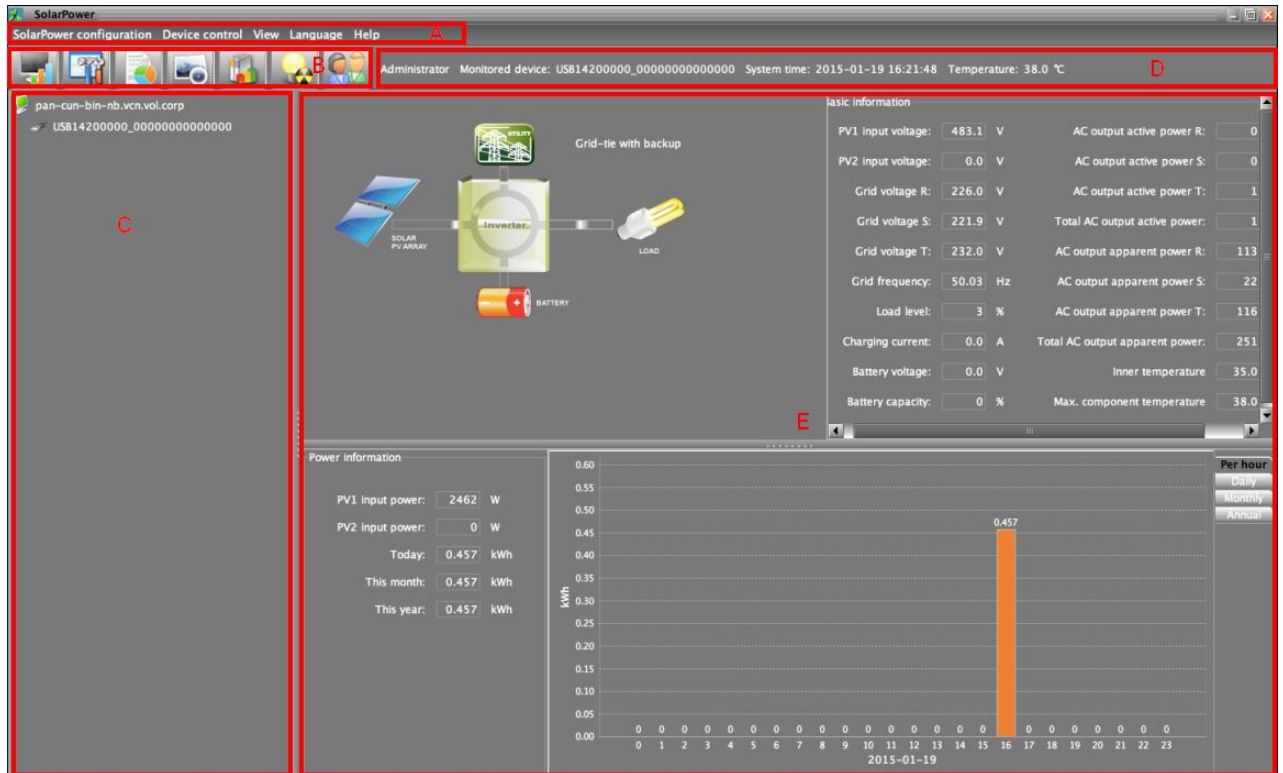 SolarPower
SolarPower configuration Device control View Language Help A
B
Administrator Monitored device: USB14200000_00000000000000 System time: 2015-01-19 16:21:48 Temperature: 38.0 ℃ D
pan-cun-bin-nb.vcn.vol.corp
USB14200000_00000000000000
C
UTILITY
Grid-tie with backup
SOLAR
PV ARRAY
Inverter
LOAD
BATTERY
E
Basic information
PV1 input voltage: 483.1 V AC output active power R: 0
PV2 input voltage: 0.0 V AC output active power S: 0
Grid voltage R: 226.0 V AC output active power T: 1
Grid voltage S: 221.9 V Total AC output active power: 1
Grid voltage T: 232.0 V AC output apparent power R: 113
Grid frequency: 50.03 Hz AC output apparent power S: 22
Load level: 3 % AC output apparent power T: 116
Charging current: 0.0 A Total AC output apparent power: 251
Battery voltage: 0.0 V Inner temperature 35.0
Battery capacity: 0 % Max. component temperature 38.0
Power information
PV1 input power: 2462 W
PV2 input power: 0 W
Today: 0.457 kWh
This month: 0.457 kWh
This year: 0.457 kWh
kWh
0.60
0.55
0.50
0.45
0.40
0.35
0.30
0.25
0.20
0.15
0.10
0.05
0.00
0.457
0 0 0 0 0 0 0 0 0 0 0 0 0 0 0 0 0 0 0 0 0 0 0
0 1 2 3 4 5 6 7 8 9 10 11 12 13 14 15 16 17 18 19 20 21 22 23
2015-01-19
Per hour
Daily
Monthly
Annual